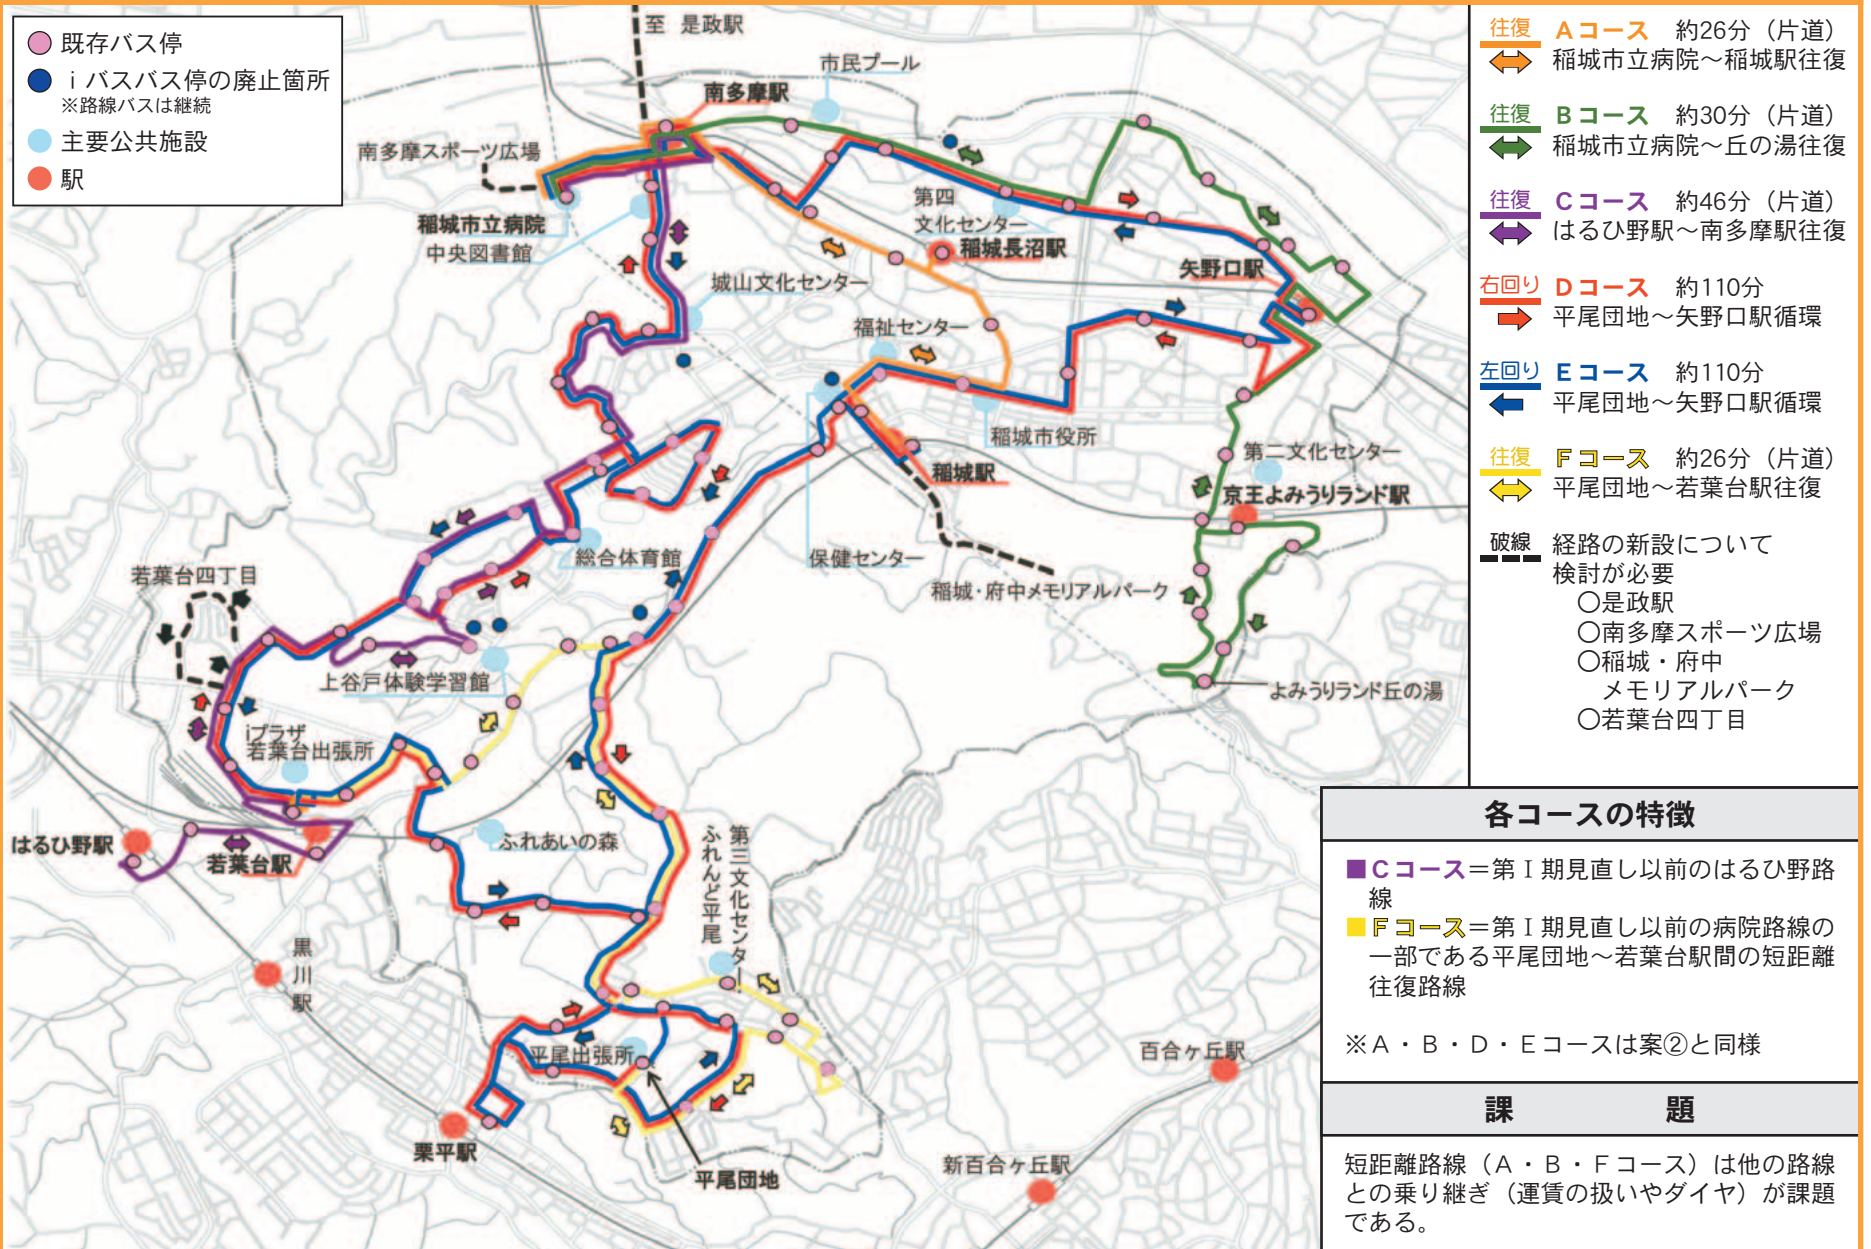 既存バス停
iバスバス停の廃止箇所
※路線バスは継続
主要公共施設
駅
至 是政駅
市民プール
南多摩駅
南多摩スポーツ広場
稲城市立病院
中央図書館
第四
文化センター
稲城長沼駅
矢野口駅
城山文化センター
福祉センター
稲城市役所
稲城駅
第二文化センター
京王よみうりランド駅
総合体育館
保健センター
稲城・府中メモリアルパーク
若葉台四丁目
上谷戸体験学習館
よみうりランド丘の湯
iプラザ
若葉台出張所
はるひ野駅
若葉台駅
ふれあいの森
第三文化センター・
ふれんど平尾
黒川駅
平尾出張所
栗平駅
平尾団地
百合ヶ丘駅
新百合ヶ丘駅
往復 Aコース 約26分（片道）
稲城市立病院～稲城駅往復
往復 Bコース 約30分（片道）
稲城市立病院～丘の湯往復
往復 Cコース 約46分（片道）
はるひ野駅～南多摩駅往復
右回り Dコース 約110分
平尾団地～矢野口駅循環
左回り Eコース 約110分
平尾団地～矢野口駅循環
往復 Fコース 約26分（片道）
平尾団地～若葉台駅往復
破線 経路の新設について
検討が必要
〇是政駅
〇南多摩スポーツ広場
〇稲城・府中
メモリアルパーク
〇若葉台四丁目
各コースの特徴
■Cコース＝第Ⅰ期見直し以前のはるひ野路
線
■Fコース＝第Ⅰ期見直し以前の病院路線の
一部である平尾団地～若葉台駅間の短距離
往復路線
※A・B・D・Eコースは案②と同様
課 題
短距離路線（A・B・Fコース）は他の路線
との乗り継ぎ（運賃の扱いやダイヤ）が課題
である。